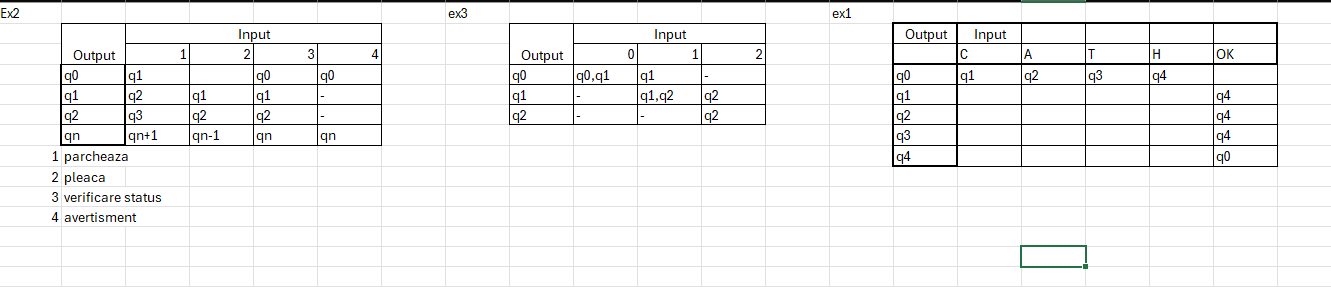 Ex2 ex3 ex1
Input Input Output Input
Output 1 2 3 4 Output 0 1 2 C A T H OK
q0 q1 q0 q0 q0 q0,q1 q1 - q0 q1 q2 q3 q4
q1 q2 q1 q1 - q1 - q1,q2 q2 q1 q4
q2 q3 q2 q2 - q2 - - q2 q2 q4
qn qn+1 qn-1 qn qn q3 q4
1 parcheaza q4 q0
2 pleaca
3 verificare status
4 avertisment